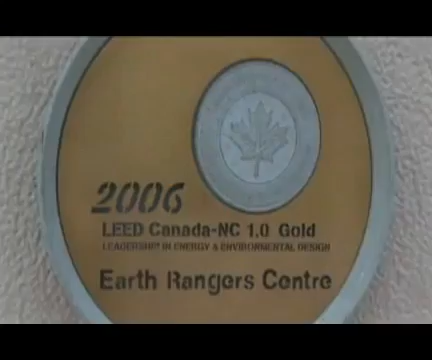 2006
LEED Canada-NC 1.0 Gold
LEADERSHIP IN ENERGY & ENVIRONMENTAL DESIGN
Earth Rangers Centre